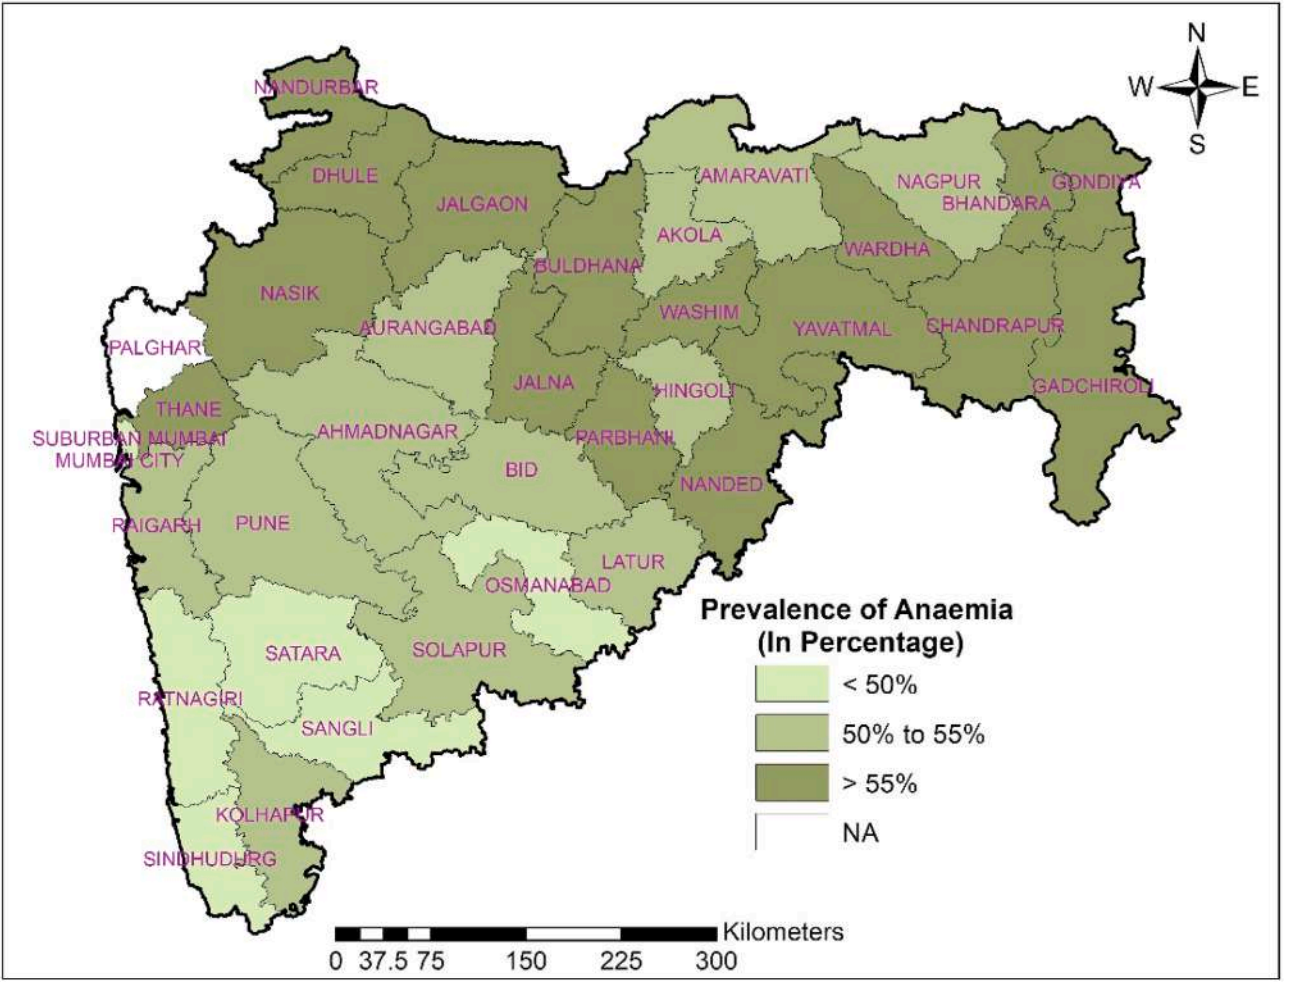 N
W E
S
NANDURBAR
DHULE
JALGAON
AMARAVATI
NAGPUR
GONDIYA
BHANDARA
AKOLA
WARDHA
BULDHANA
NASIK
WASHIM
AURANGABAD
YAVATMAL
CHANDRAPUR
PALGHAR
JALNA
HINGOLI
GADCHIROLI
THANE
AHMADNAGAR
PARBHANI
SUBURBAN MUMBAI
MUMBAI CITY
BID
NANDED
RAIGARH
PUNE
LATUR
OSMANABAD
SATARA
SOLAPUR
RATNAGIRI
SANGLI
KOLHAPUR
SINDHUDURG
Prevalence of Anaemia
(In Percentage)
< 50%
50% to 55%
> 55%
NA
Kilometers
0 37.5 75 150 225 300